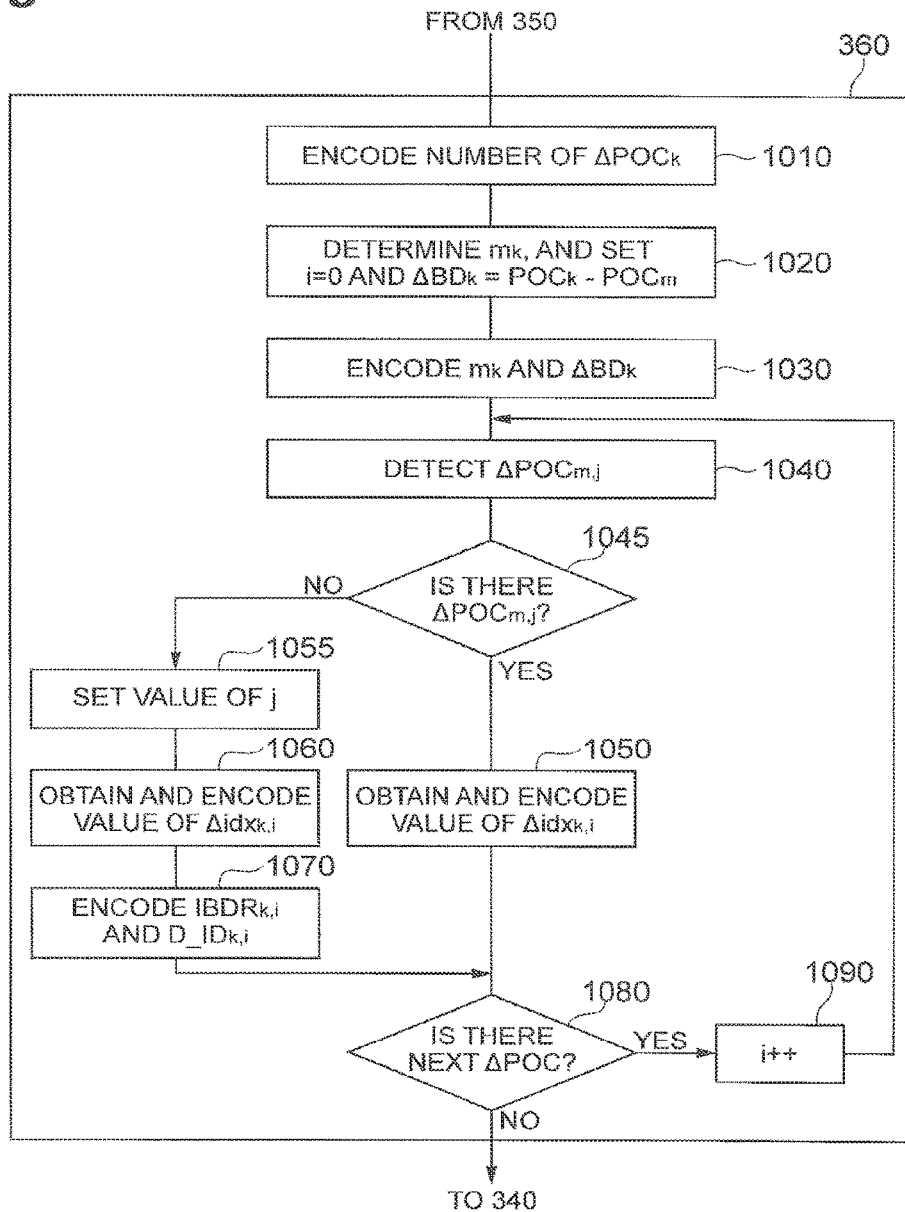 FROM 350
360
ENCODE NUMBER OF ΔPOCk
1010
DETERMINE mk, AND SET
i=0 AND ΔBDk = POCk - POCm
1020
ENCODE mk AND ΔBDk
1030
DETECT ΔPOCm,j
1040
1045
IS THERE
ΔPOCm,j?
NO
YES
1055
SET VALUE OF j
1060
OBTAIN AND ENCODE
VALUE OF Δidxk,i
1050
OBTAIN AND ENCODE
VALUE OF Δidxk,i
1070
ENCODE IBDRk,i
AND D_IDk,i
1080
IS THERE
NEXT ΔPOC?
YES
1090
i++
NO
TO 340